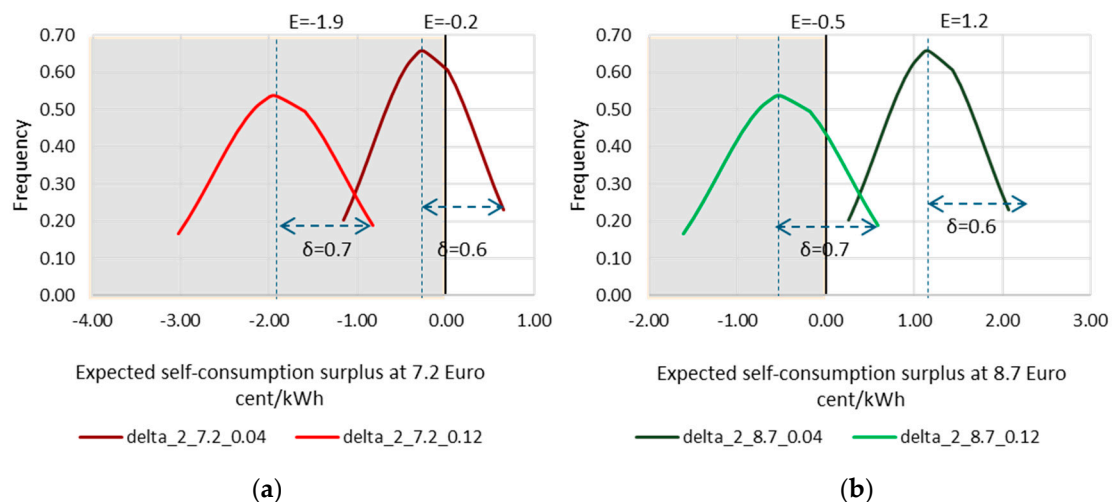 E=-1.9 E=-0.2
0.70
0.60
0.50
0.40
0.30
0.20
0.10
0.00
Frequency
δ=0.7 δ=0.6
-4.00 -3.00 -2.00 -1.00 0.00 1.00
Expected self-consumption surplus at 7.2 Euro
cent/kWh
delta_2_7.2_0.04 delta_2_7.2_0.12
(a)
E=-0.5 E=1.2
0.70
0.60
0.50
0.40
0.30
0.20
0.10
0.00
Frequency
δ=0.6
δ=0.7
-2.00 -1.00 0.00 1.00 2.00 3.00
Expected self-consumption surplus at 8.7 Euro
cent/kWh
delta_2_8.7_0.04 delta_2_8.7_0.12
(b)